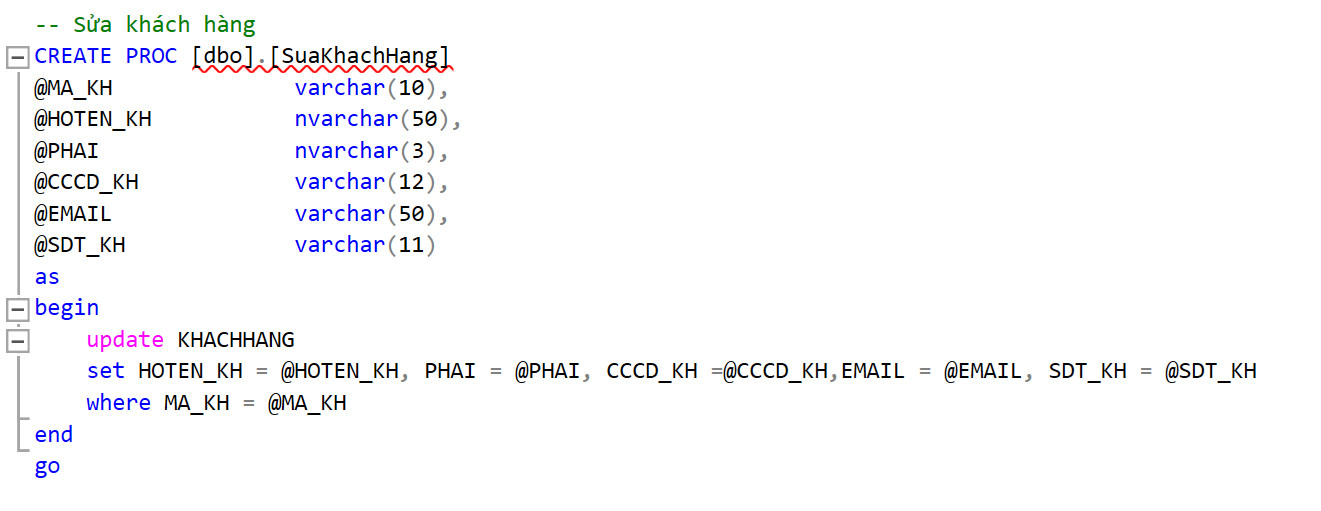 -- Sửa khách hàng
CREATE PROC [dbo].[SuaKhachHang]
@MA_KH varchar(10),
@HOTEN_KH nvarchar(50),
@PHAI nvarchar(3),
@CCCD_KH varchar(12),
@EMAIL varchar(50),
@SDT_KH varchar(11)
as
begin
update KHACHHANG
set HOTEN_KH = @HOTEN_KH, PHAI = @PHAI, CCCD_KH =@CCCD_KH,EMAIL = @EMAIL, SDT_KH = @SDT_KH
where MA_KH = @MA_KH
end
go